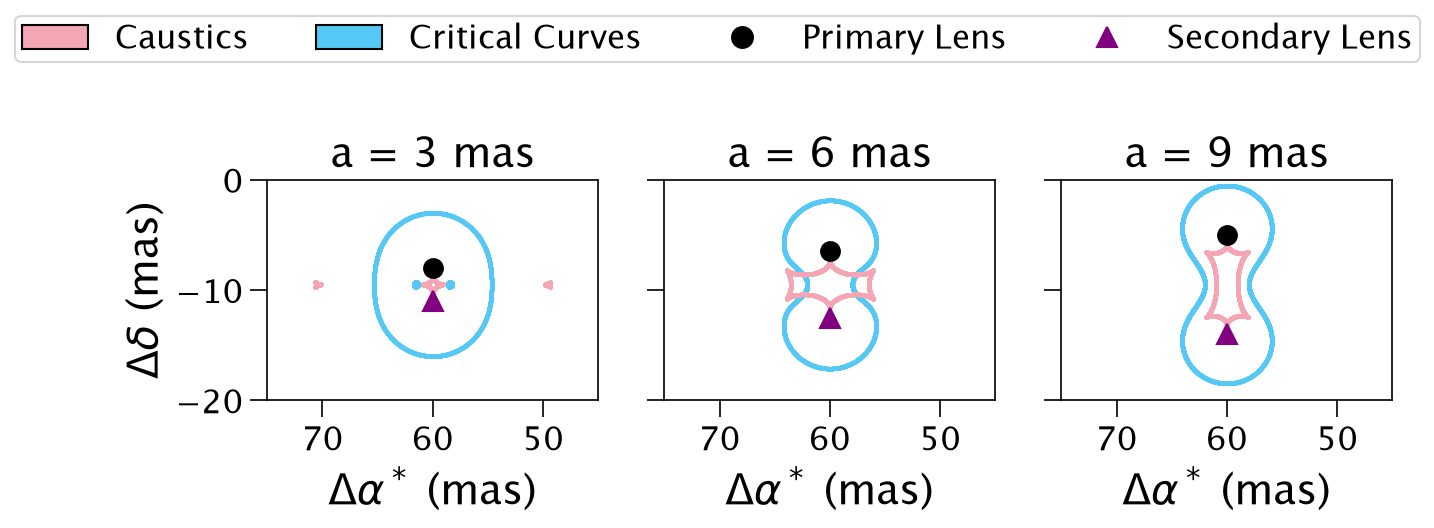 Caustics Critical Curves Primary Lens Secondary Lens
a = 3 mas a = 6 mas a = 9 mas
0
−10
−20
Δδ (mas)
70 60 50 70 60 50 70 60 50
Δα* (mas) Δα* (mas) Δα* (mas)